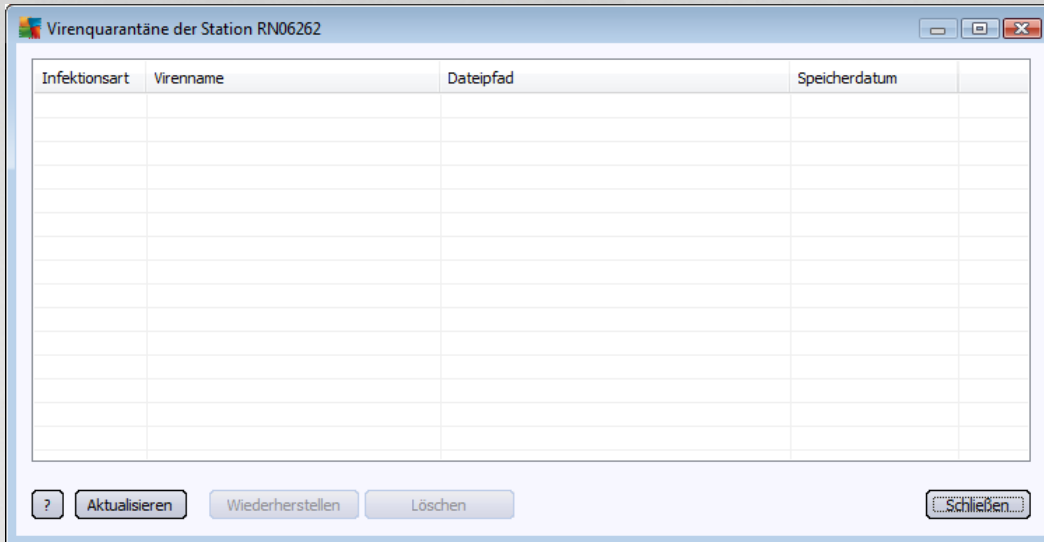 Virenquarantäne der Station RN06262
Infektionsart Virenname Dateipfad Speicherdatum
? Aktualisieren Wiederherstellen Löschen Schließen